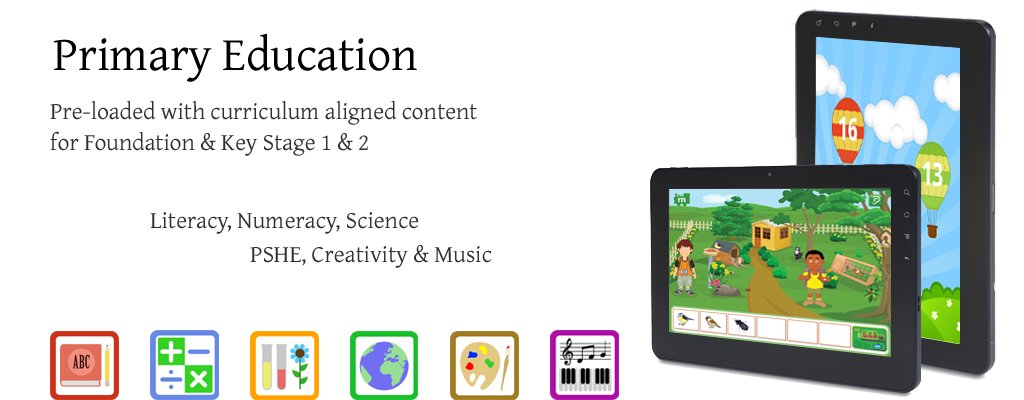 Primary Education
Pre-loaded with curriculum aligned content
for Foundation & Key Stage 1 & 2
Literacy, Numeracy, Science
PSHE, Creativity & Music
ABC
16
13
m